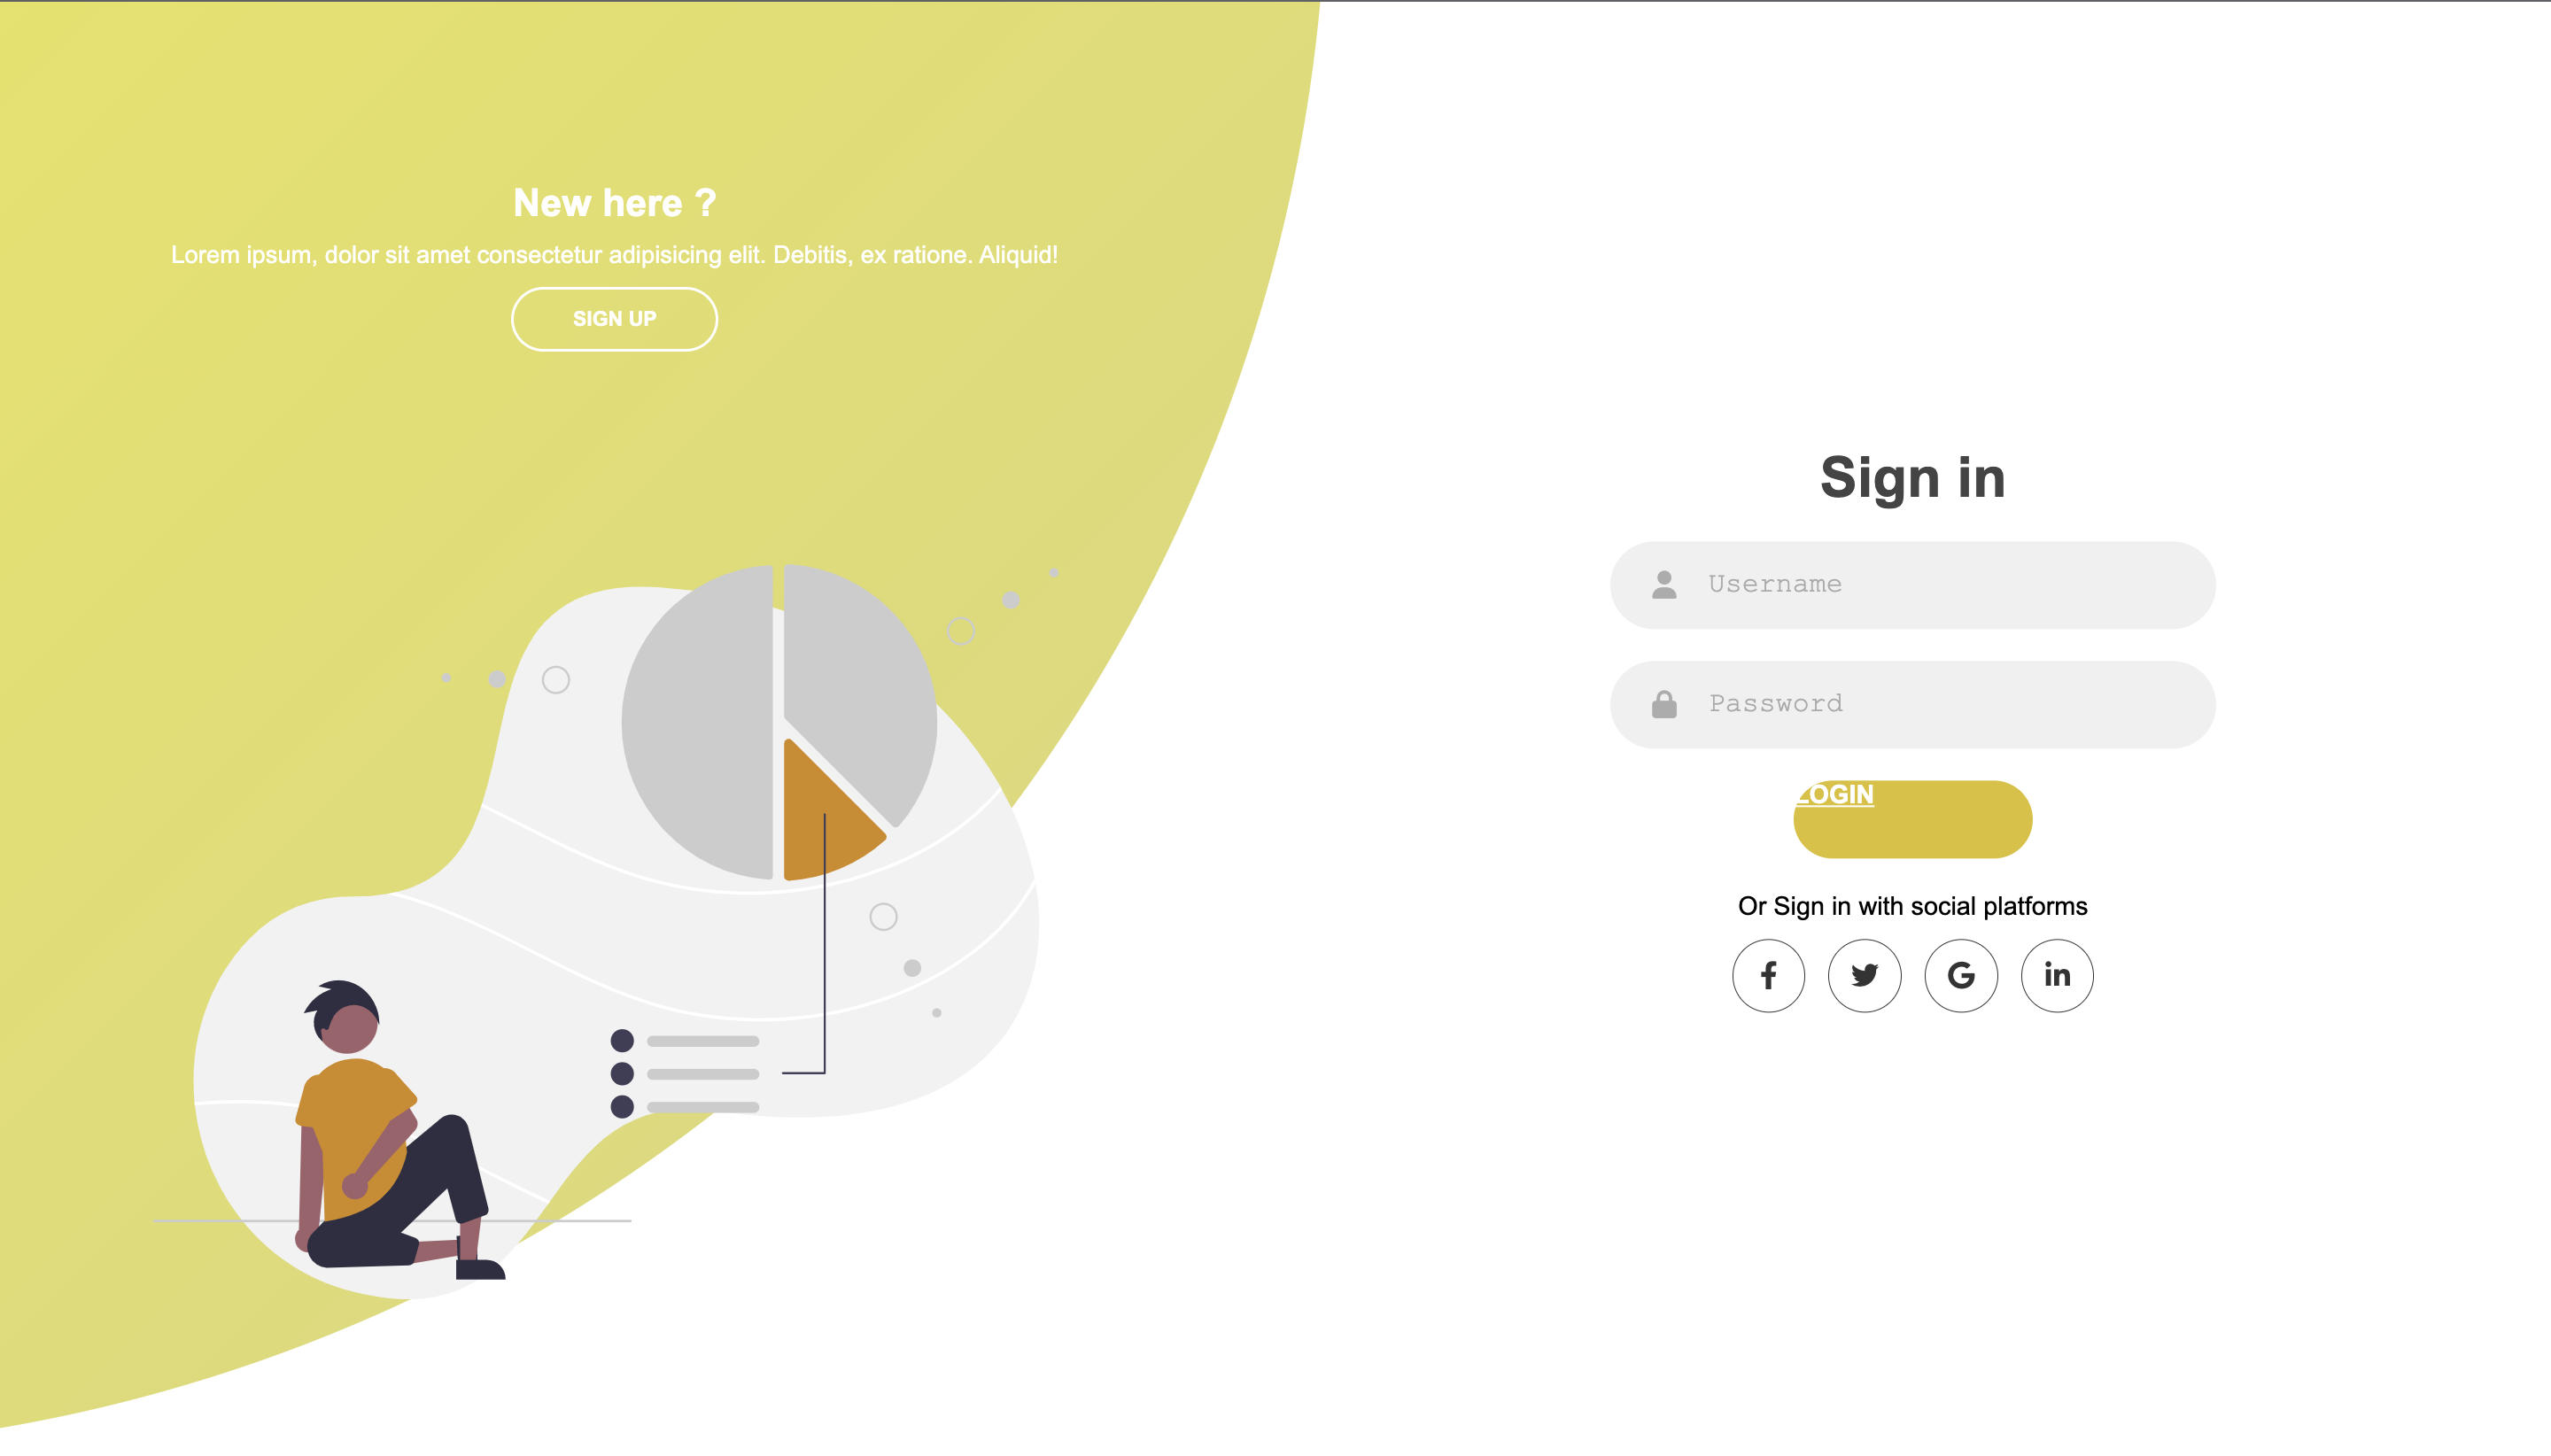 New here ?
Lorem ipsum, dolor sit amet consectetur adipisicing elit. Debitis, ex ratione. Aliquid!
SIGN UP
Sign in
Username
Password
LOGIN
Or Sign in with social platforms